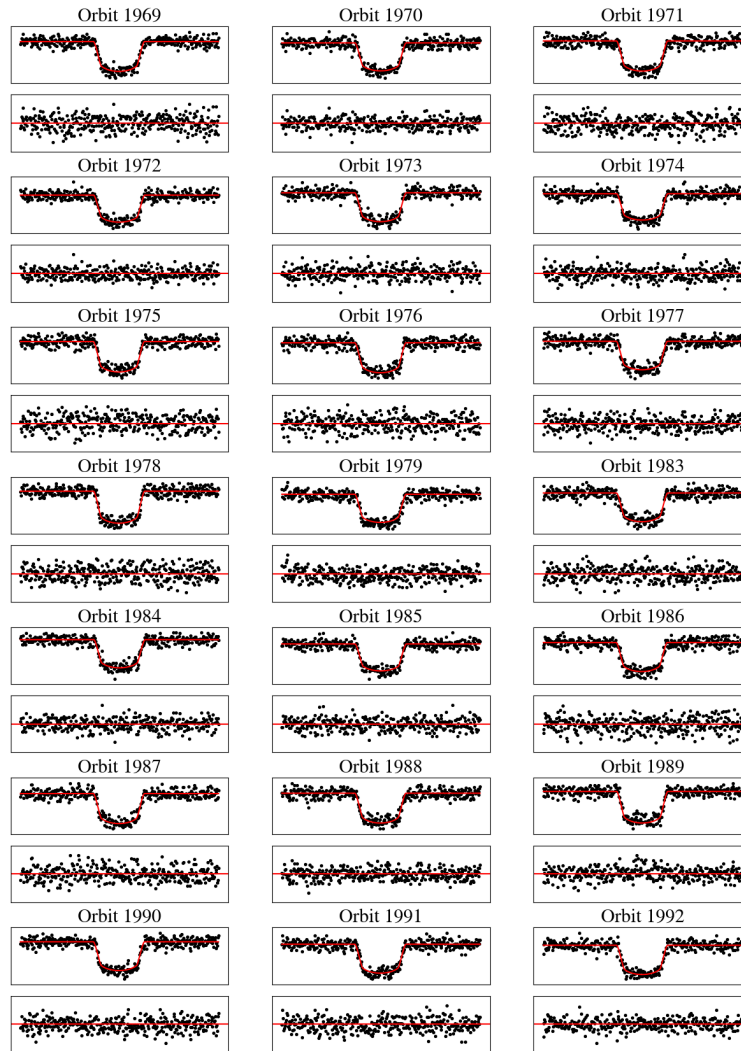 Orbit 1969
Orbit 1970
Orbit 1971
Orbit 1972
Orbit 1973
Orbit 1974
Orbit 1975
Orbit 1976
Orbit 1977
Orbit 1978
Orbit 1979
Orbit 1983
Orbit 1984
Orbit 1985
Orbit 1986
Orbit 1987
Orbit 1988
Orbit 1989
Orbit 1990
Orbit 1991
Orbit 1992